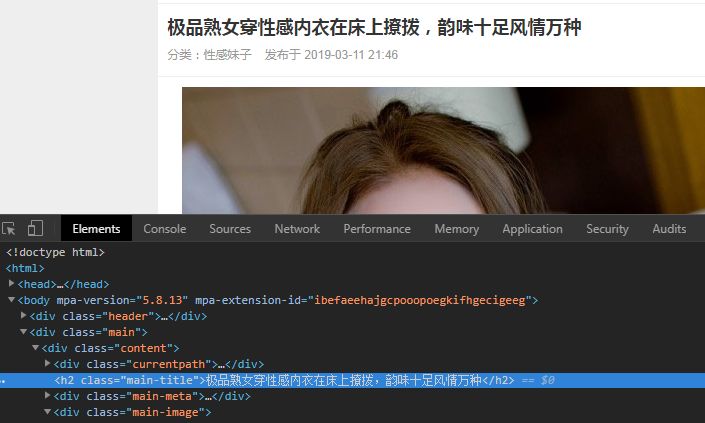 极品熟女穿性感内衣在床上撩拨，韵味十足风情万种
分类：性感妹子 发布于 2019-03-11 21:46
Elements Console Sources Network Performance Memory Application Security Audits
<!doctype html>
<html>
<head>…</head>
<body mpa-version="5.8.13" mpa-extension-id="ibefaeehajgcpooopoegkifhgecigeeg">
<div class="header">…</div>
<div class="main">
<div class="content">
<div class="currentpath">…</div>
<h2 class="main-title">极品熟女穿性感内衣在床上撩拨，韵味十足风情万种</h2> == $0
<div class="main-meta">…</div>
<div class="main-image">